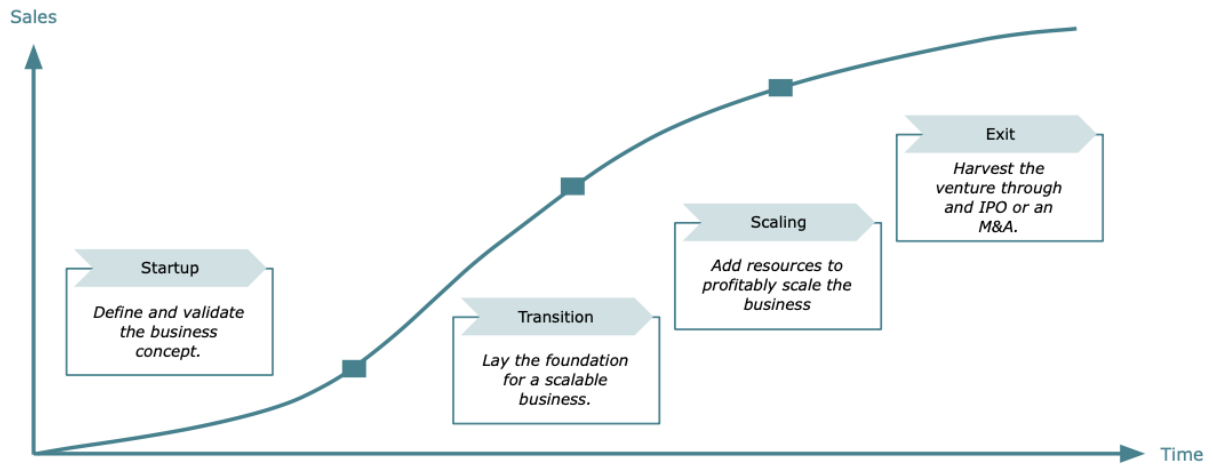 Sales
Startup
Define and validate
the business
concept.
Transition
Lay the foundation
for a scalable
business.
Scaling
Add resources to
profitably scale the
business
Exit
Harvest the
venture through
and IPO or an
M&A.
Time